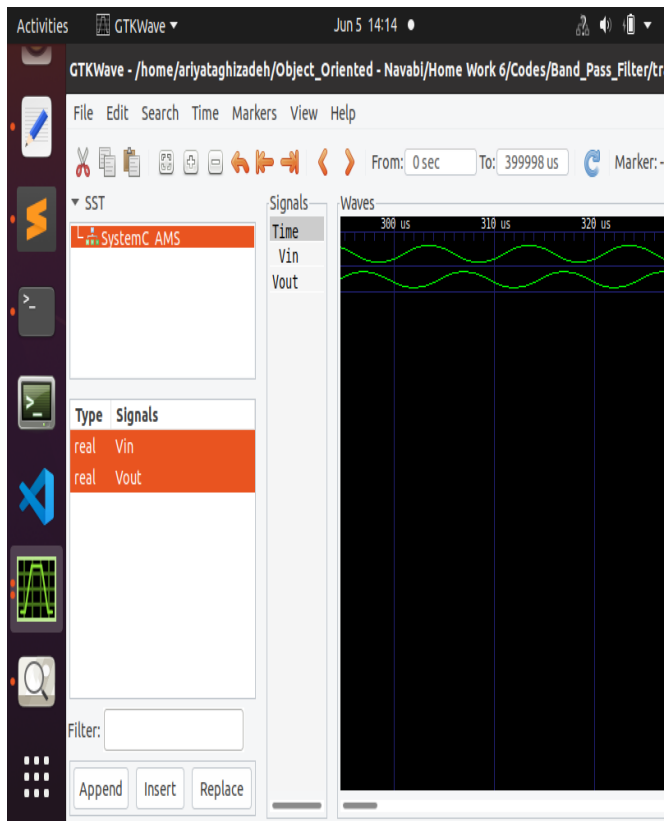 Activities GTKWave Jun 5 14:14
GTKWave - /home/ariyataghizadeh/Object_Oriented - Navabi/Home Work 6/Codes/Band_Pass_Filter/tr
File Edit Search Time Markers View Help
From: 0 sec To: 399998 us Marker: -
SST Signals Waves
SystemC_AMS Time 300 us 310 us 320 us
Vin
Vout
Type Signals
real Vin
real Vout
Filter:
Append Insert Replace